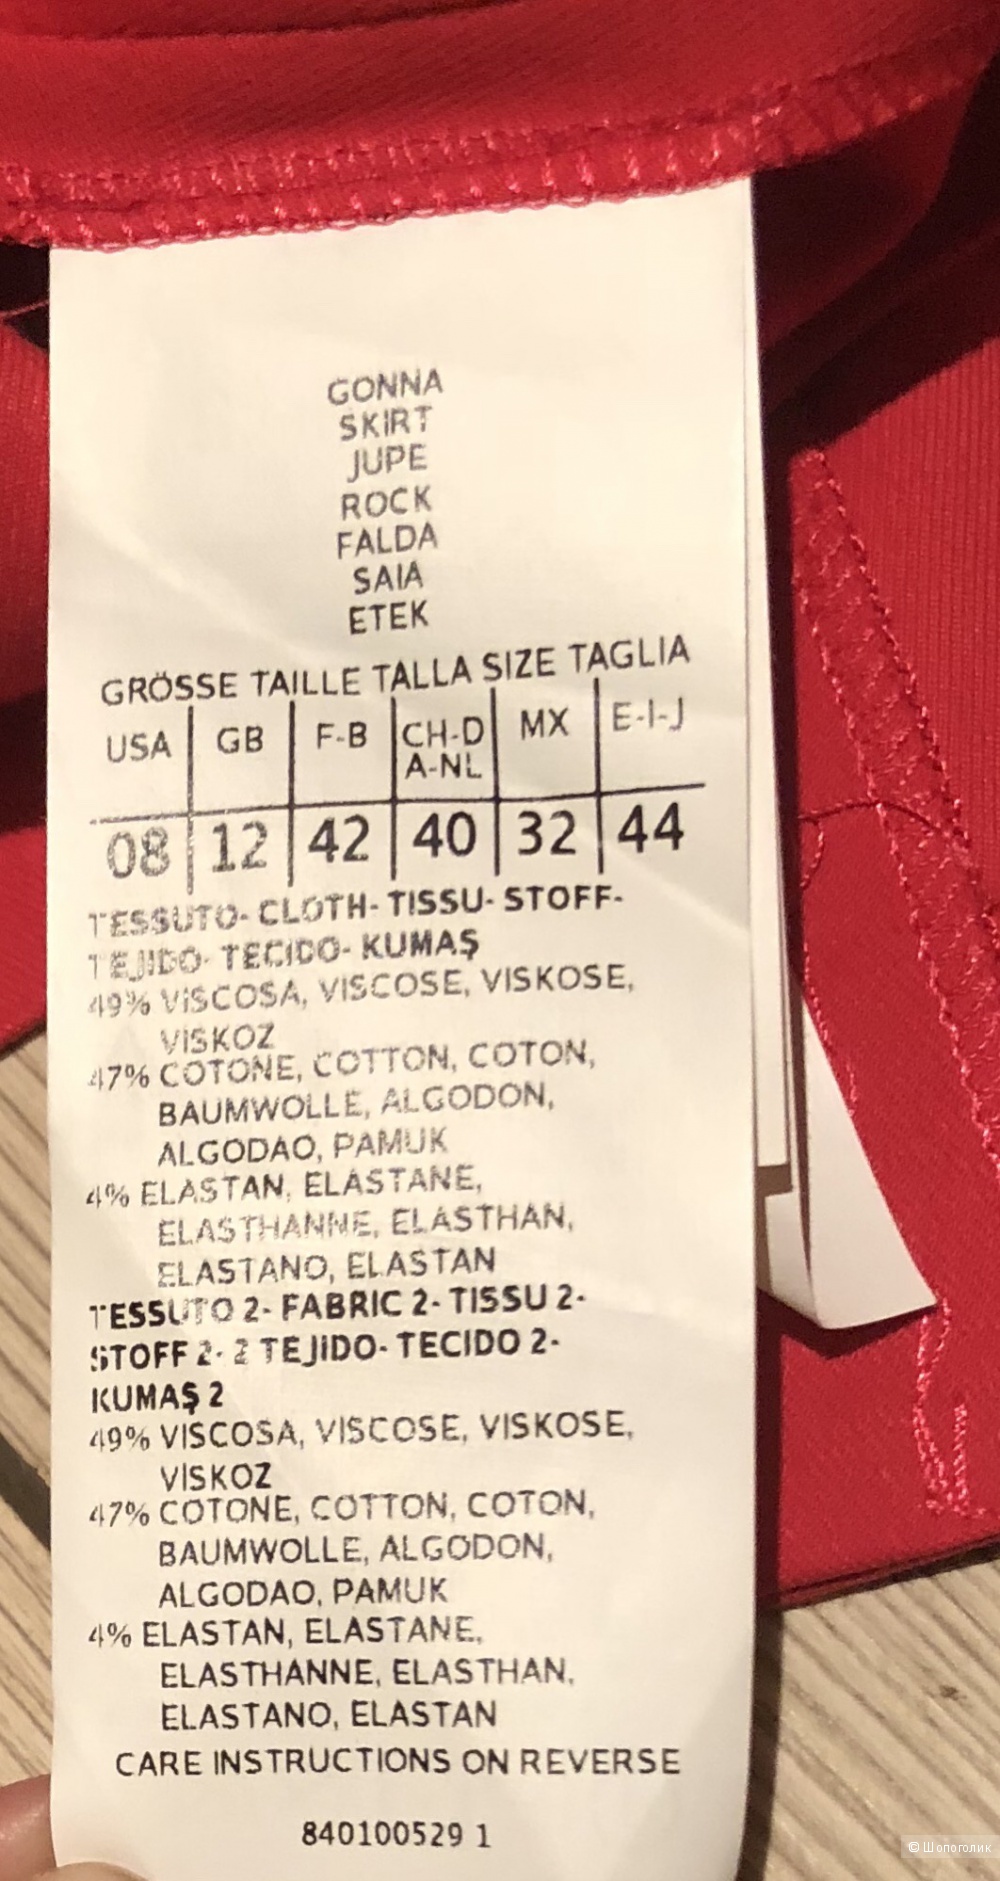 GONNA
SKIRT
JUPE
ROCK
FALDA
SAIA
ETEK
GRÖSSE TAILLE TALLA SIZE TAGLIA
USA GB F-B CH-D A-NL MX E-I-J
08 12 42 40 32 44
TESSUTO- CLOTH- TISSU- STOFF-
TEJIDO- TECIDO- KUMAŞ
49% VISCOSA, VISCOSE, VISKOSE,
VISKOZ
47% COTONE, COTTON, COTON,
BAUMWOLLE, ALGODON,
ALGODAO, PAMUK
4% ELASTAN, ELASTANE,
ELASTHANNE, ELASTHAN,
ELASTANO, ELASTAN
TESSUTO 2- FABRIC 2- TISSU 2-
STOFF 2- 2 TEJIDO- TECIDO 2-
KUMAŞ 2
49% VISCOSA, VISCOSE, VISKOSE,
VISKOZ
47% COTONE, COTTON, COTON,
BAUMWOLLE, ALGODON,
ALGODAO, PAMUK
4% ELASTAN, ELASTANE,
ELASTHANNE, ELASTHAN,
ELASTANO, ELASTAN
CARE INSTRUCTIONS ON REVERSE
840100529 1
© Шопоголик